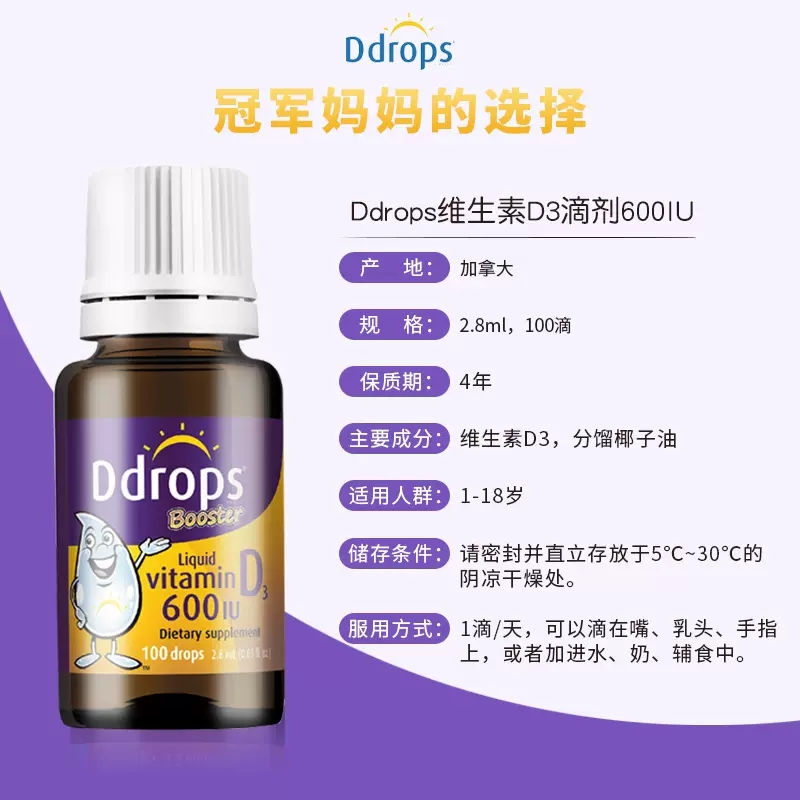 Ddrops
冠军妈妈的选择
Ddrops维生素D3滴剂600IU
产 地： 加拿大
规 格： 2.8ml，100滴
保质期： 4年
主要成分： 维生素D3，分馏椰子油
适用人群： 1-18岁
储存条件： 请密封并直立存放于5℃~30℃的
阴凉干燥处。
服用方式： 1滴/天，可以滴在嘴、乳头、手指
上，或者加进水、奶、辅食中。
Ddrops
Booster
Liquid
vitamin D3
600 IU
Dietary supplement
100 drops
TM